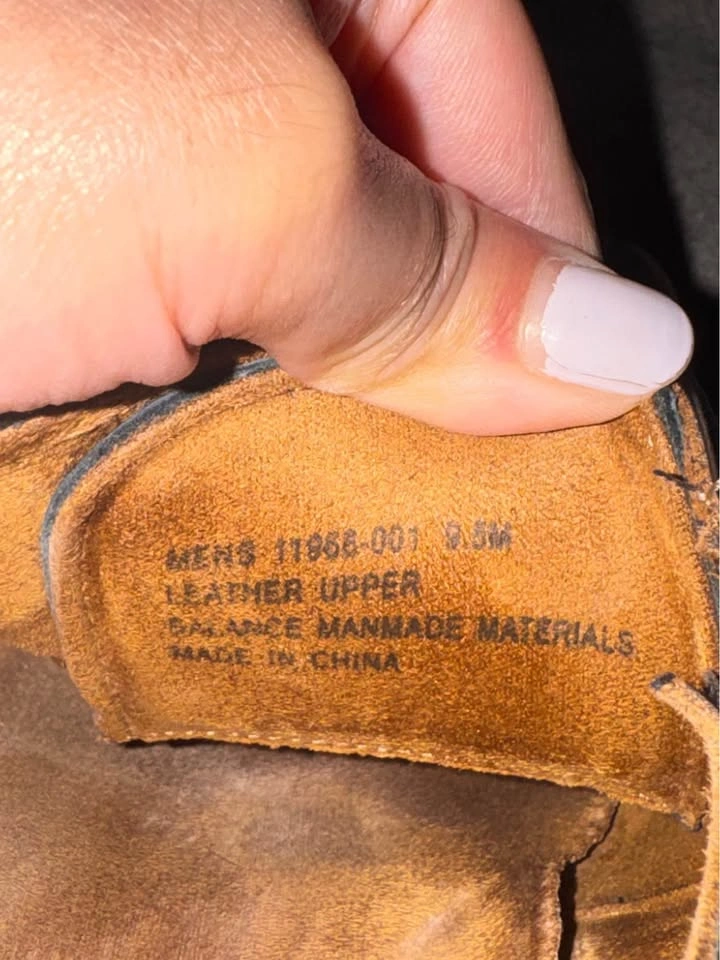 MENS 11966-001 9.5M
LEATHER UPPER
BALANCE MANMADE MATERIALS
MADE IN CHINA